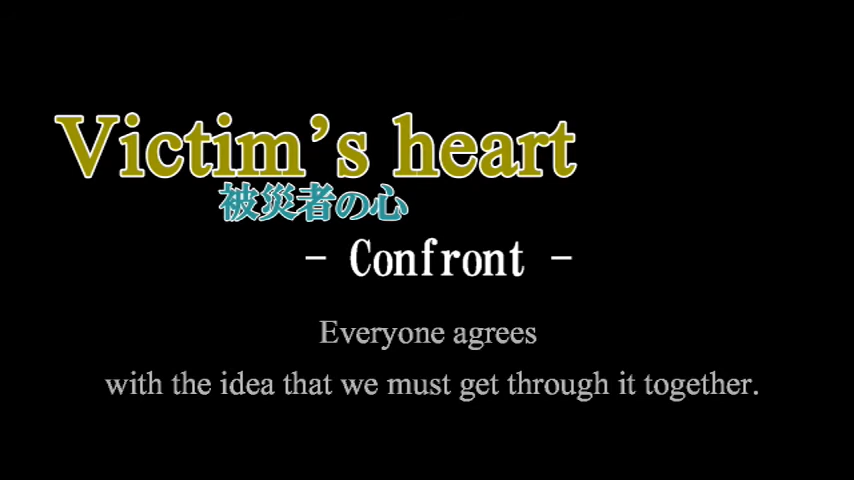 Victim’s heart
被災者の心
- Confront -
Everyone agrees
with the idea that we must get through it together.